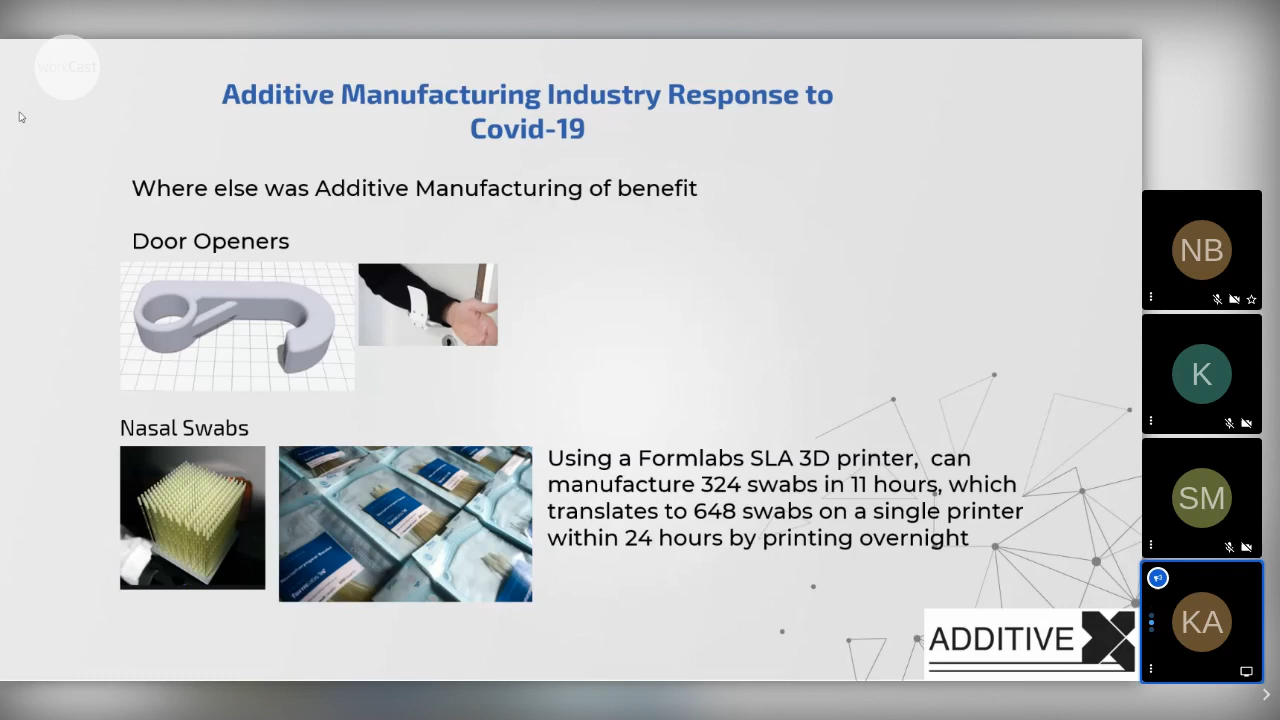 workCast
Additive Manufacturing Industry Response to
Covid-19
Where else was Additive Manufacturing of benefit
Door Openers
Nasal Swabs
Using a Formlabs SLA 3D printer,  can
manufacture 324 swabs in 11 hours, which
translates to 648 swabs on a single printer
within 24 hours by printing overnight
ADDITIVE X
NB
K
SM
KA